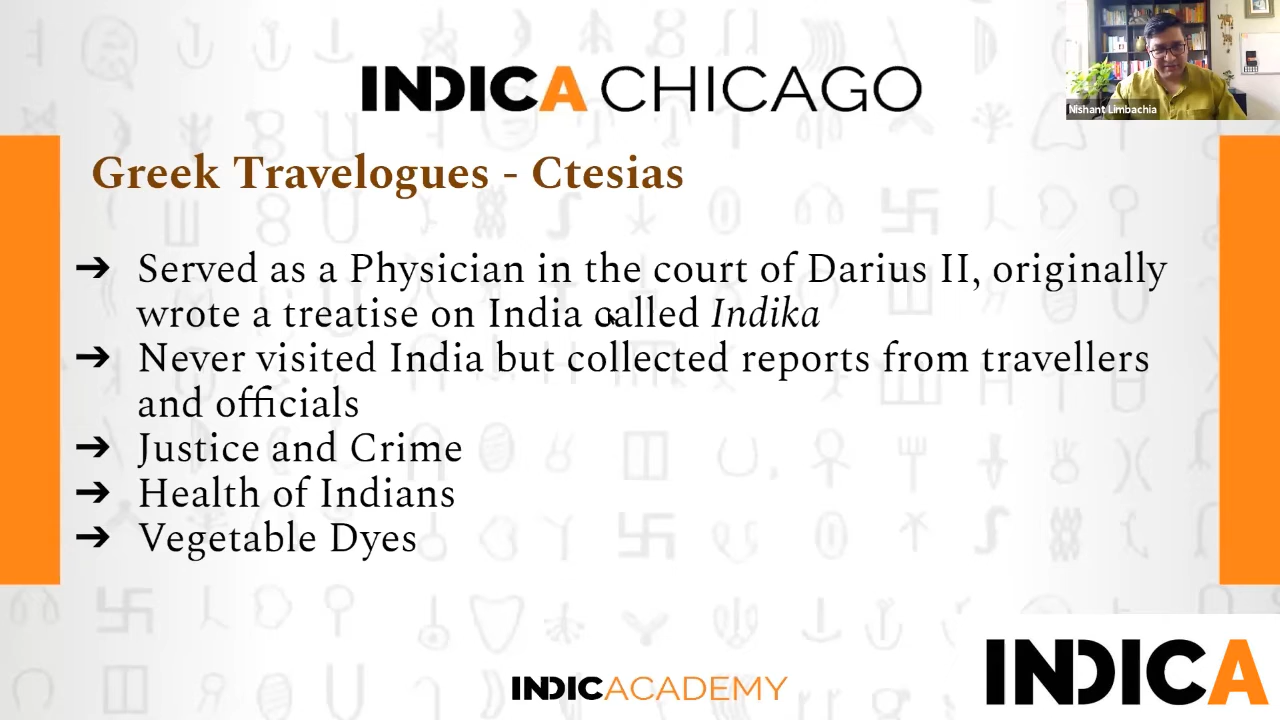 INDICA CHICAGO
Nishant Limbachia
Greek Travelogues - Ctesias
➔ Served as a Physician in the court of Darius II, originally
wrote a treatise on India called Indika
➔ Never visited India but collected reports from travellers
and officials
➔ Justice and Crime
➔ Health of Indians
➔ Vegetable Dyes
INDICACADEMY
INDICA